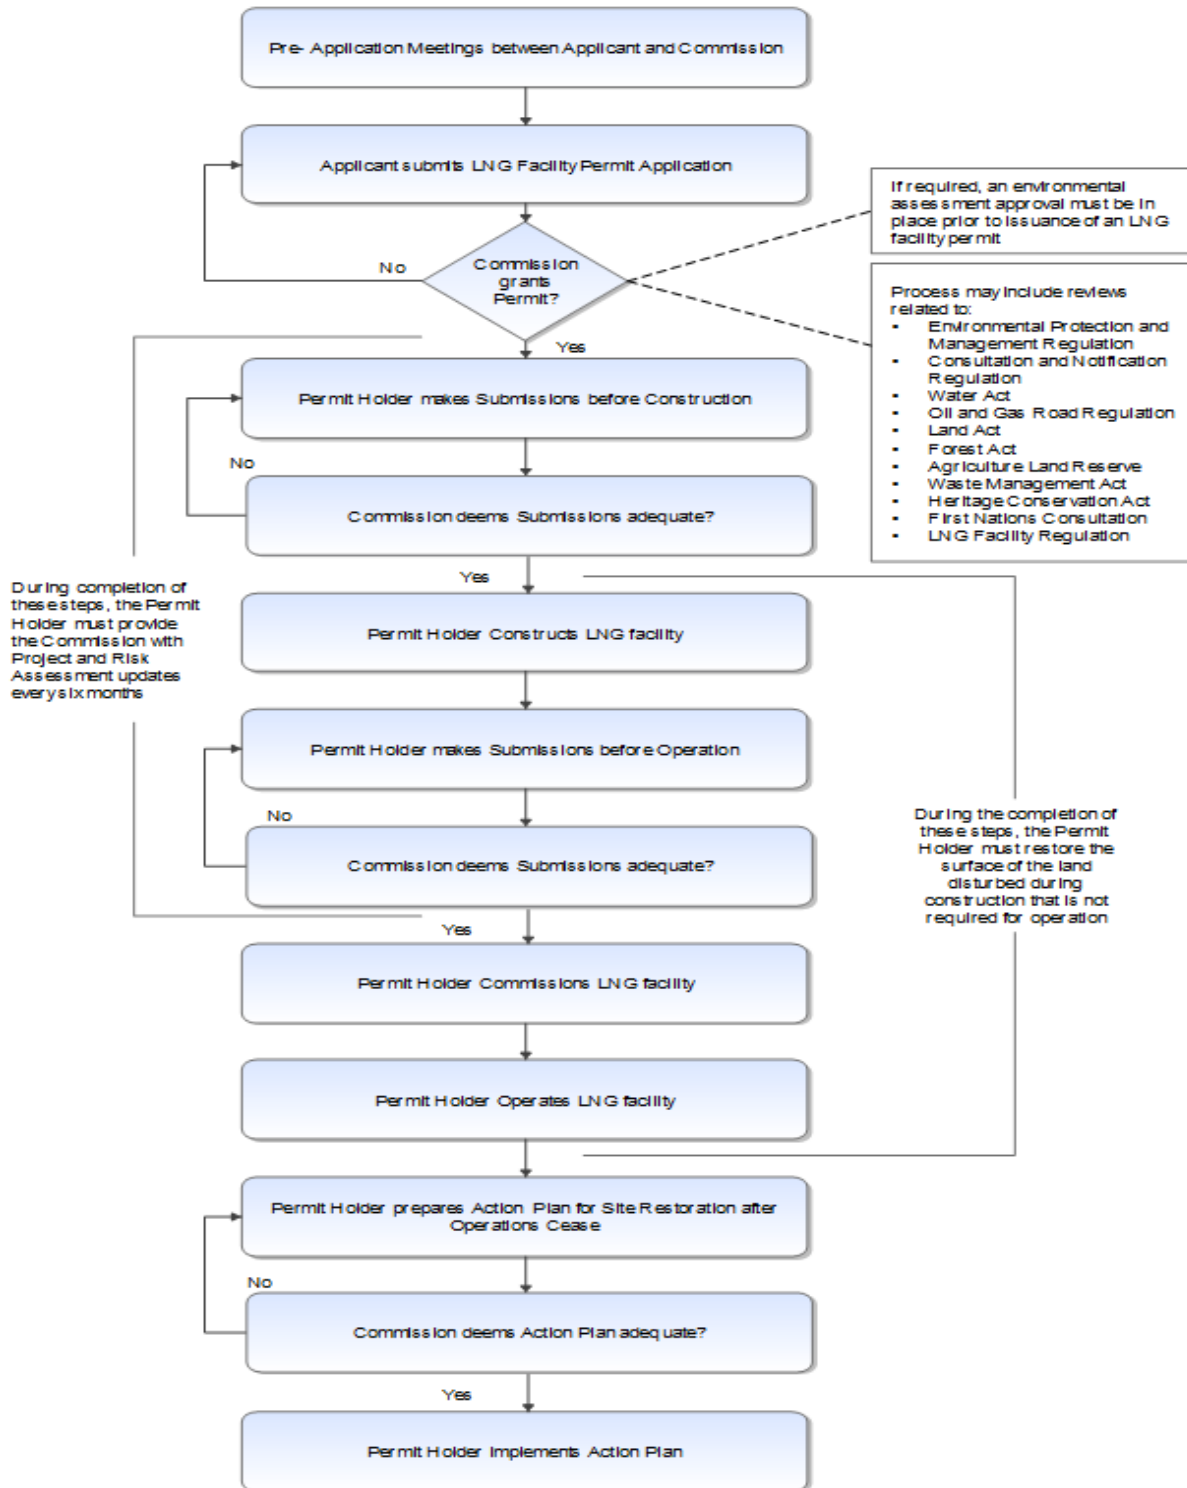 Pre- Application Meetings between Applicant and Commission
Applicant submits LNG Facility Permit Application
If required, an environmental
assessment approval must be in
place prior to issuance of an LNG
facility permit
Commission
grants
Permit?
No
Yes
Process may include reviews
related to:
• Environmental Protection and
Management Regulation
• Consultation and Notification
Regulation
• Water Act
• Oil and Gas Road Regulation
• Land Act
• Forest Act
• Agriculture Land Reserve
• Waste Management Act
• Heritage Conservation Act
• First Nations Consultation
• LNG Facility Regulation
Permit Holder makes Submissions before Construction
No
Commission deems Submissions adequate?
Yes
During completion of
these steps, the Permit
Holder must provide
the Commission with
Project and Risk
Assessment updates
every six months
Permit Holder Constructs LNG facility
Permit Holder makes Submissions before Operation
No
Commission deems Submissions adequate?
Yes
During the completion of
these steps, the Permit
Holder must restore the
surface of the land
disturbed during
construction that is not
required for operation
Permit Holder Commissions LNG facility
Permit Holder Operates LNG facility
Permit Holder prepares Action Plan for Site Restoration after
Operations Cease
No
Commission deems Action Plan adequate?
Yes
Permit Holder Implements Action Plan